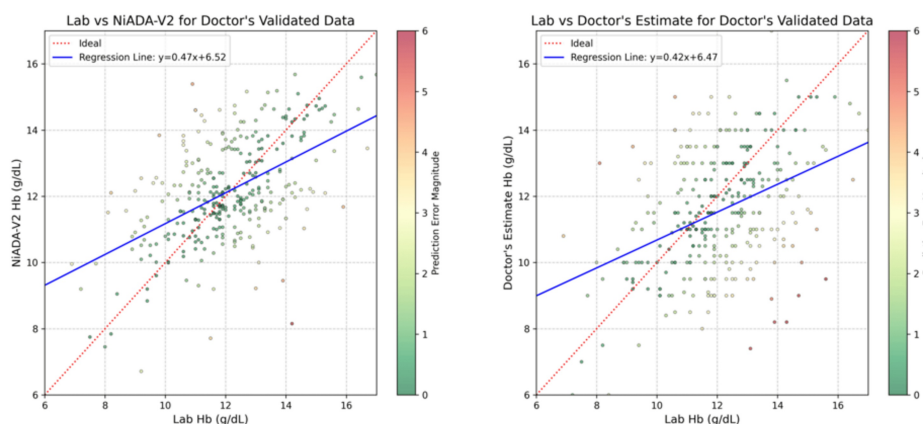 Lab vs NiADA-V2 for Doctor's Validated Data
Ideal
Regression Line: y=0.47x+6.52
16
14
12
10
8
6
NiADA-V2 Hb (g/dL)
6 8 10 12 14 16
Lab Hb (g/dL)
6
5
4
3
2
1
0
Prediction Error Magnitude
Lab vs Doctor's Estimate for Doctor's Validated Data
Ideal
Regression Line: y=0.42x+6.47
16
14
12
10
8
6
Doctor's Estimate Hb (g/dL)
6 8 10 12 14 16
Lab Hb (g/dL)
6
5
4
3
2
1
0